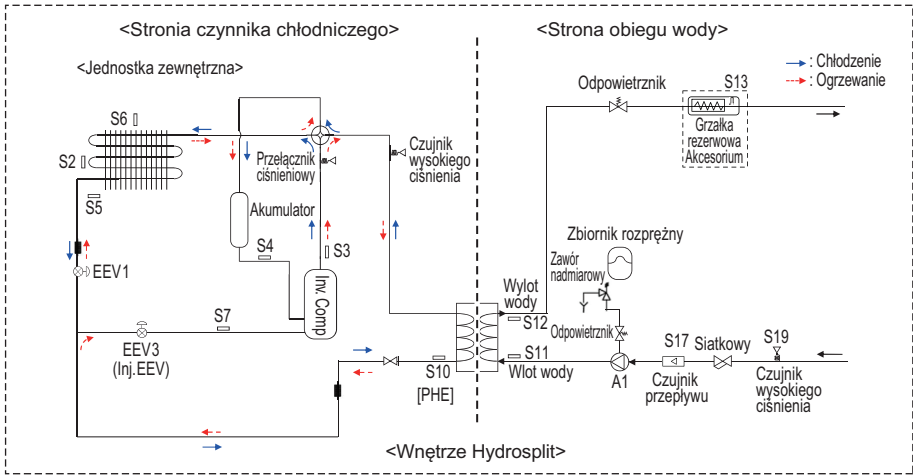 <Stronia czynnika chłodniczego>
<Strona obiegu wody>
<Jednostka zewnętrzna>
: Chłodzenie
: Ogrzewanie
S6
S2
S5
EEV1
Przełącznik
ciśnieniowy
Czujnik
wysokiego
ciśnienia
Akumulator
S4
S3
Inv. Comp
S7
EEV3
(Inj.EEV)
S10
[PHE]
Odpowietrznik
S13
Grzałka
rezerwowa
Akcesorium
Zbiornik rozprężny
Zawór
nadmiarowy
Wylot
wody
S12
Odpowietrznik
S11
Wlot wody
A1
S17
Czujnik
przepływu
Siatkowy
S19
Czujnik
wysokiego
ciśnienia
<Wnętrze Hydrosplit>